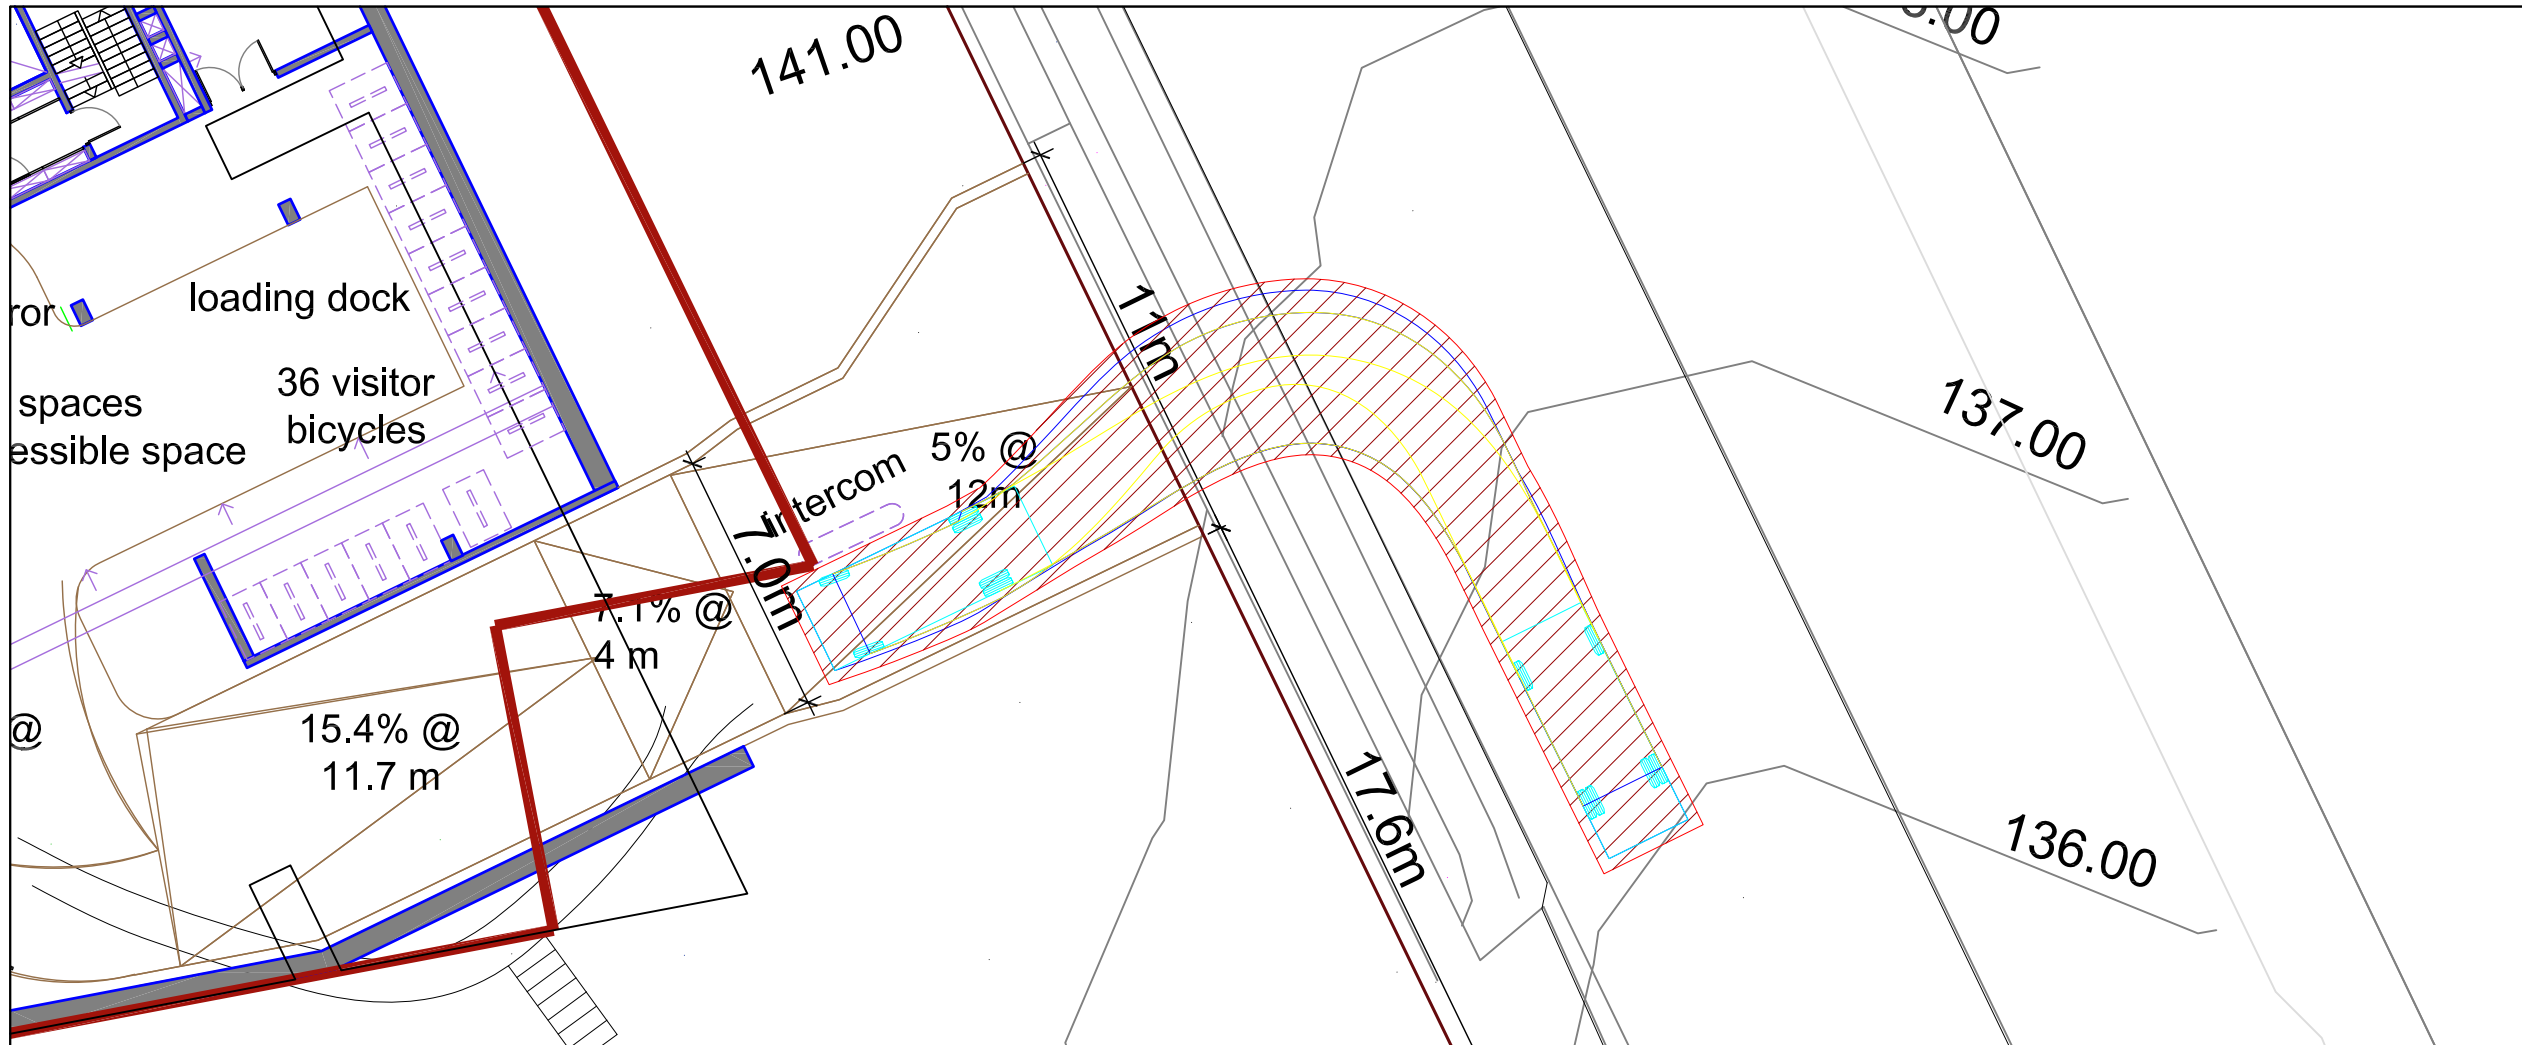 141.00
loading dock
ror
36 visitor
bicycles
spaces
essible space
11m
5% @
12m
intercom
7.0m
7.1% @
4 m
15.4% @
11.7 m
@
17.6m
137.00
136.00